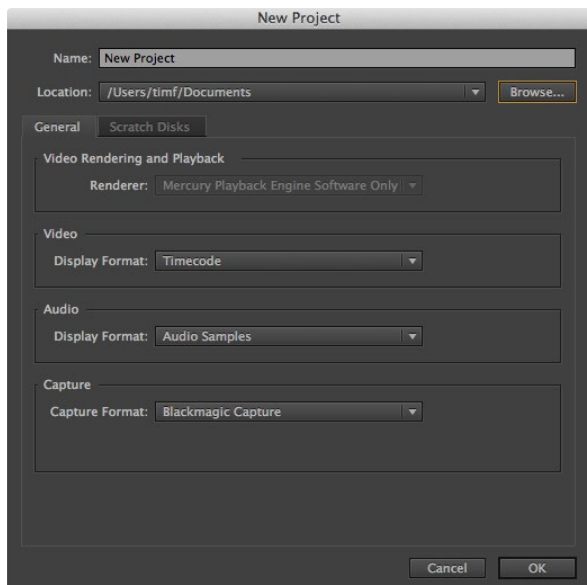 New Project
Name: New Project
Location: /Users/timf/Documents Browse...
General Scratch Disks
Video Rendering and Playback
Renderer: Mercury Playback Engine Software Only
Video
Display Format: Timecode
Audio
Display Format: Audio Samples
Capture
Capture Format: Blackmagic Capture
Cancel OK